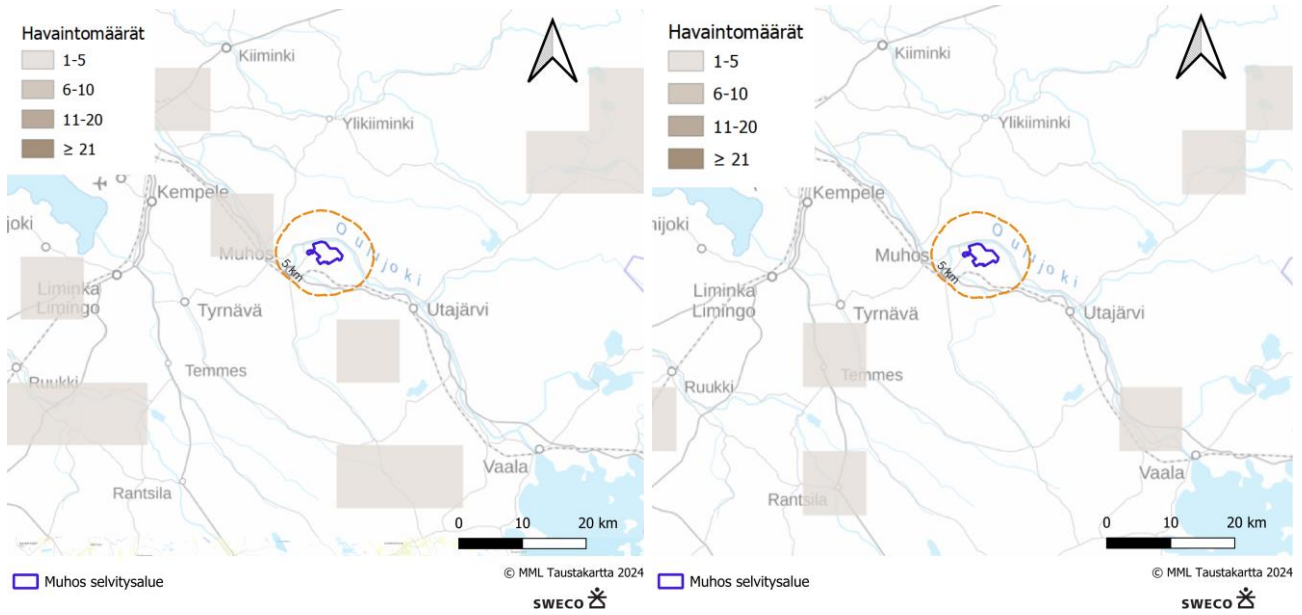 Havaintomäärät
1-5
6-10
11-20
≥ 21
Kiiminki
Ylikiiminki
Kempele
joki
Muhos
Oulujoki
5 km
Liminka
Limingo
Tyrnävä
Utajärvi
Ruukki
Temmes
Vaala
Rantsila
0 10 20 km
Muhos selvitysalue
© MML Taustakartta 2024
SWECO
Havaintomäärät
1-5
6-10
11-20
≥ 21
Kiiminki
Ylikiiminki
Kempele
ijoki
Muhos
Oulujoki
5 km
Liminka
Limingo
Tyrnävä
Utajärvi
Ruukki
Temmes
Vaala
Rantsila
0 10 20 km
Muhos selvitysalue
© MML Taustakartta 2024
SWECO